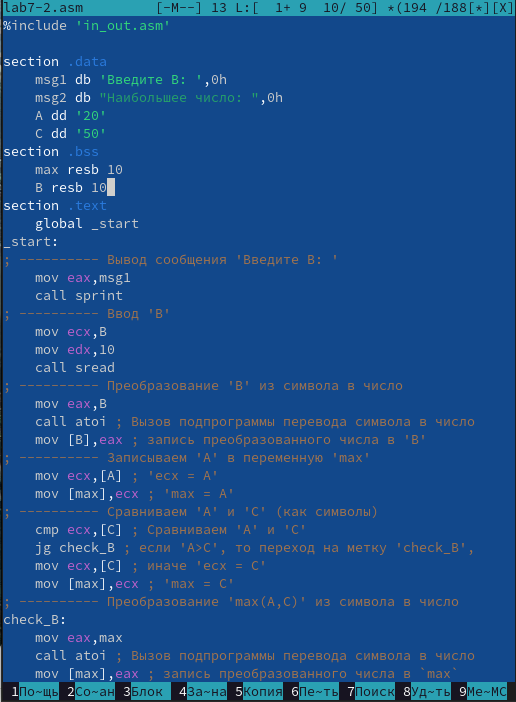 lab7-2.asm [-M--] 13 L:[ 1+ 9 10/ 50] *(194 /188[*][X]
%include 'in_out.asm'
section .data
msg1 db 'Введите B: ',0h
msg2 db "Наибольшее число: ",0h
A dd '20'
C dd '50'
section .bss
max resb 10
B resb 10
section .text
global _start
_start:
; ---------- Вывод сообщения 'Введите B: '
mov eax,msg1
call sprint
; ---------- Ввод 'B'
mov ecx,B
mov edx,10
call sread
; ---------- Преобразование 'B' из символа в число
mov eax,B
call atoi ; Вызов подпрограммы перевода символа в число
mov [B],eax ; запись преобразованного числа в 'B'
; ---------- Записываем 'A' в переменную 'max'
mov ecx,[A] ; 'ecx = A'
mov [max],ecx ; 'max = A'
; ---------- Сравниваем 'A' и 'С' (как символы)
cmp ecx,[C] ; Сравниваем 'A' и 'С'
jg check_B ; если 'A>C', то переход на метку 'check_B',
mov ecx,[C] ; иначе 'ecx = C'
mov [max],ecx ; 'max = C'
; ---------- Преобразование 'max(A,C)' из символа в число
check_B:
mov eax,max
call atoi ; Вызов подпрограммы перевода символа в число
mov [max],eax ; запись преобразованного числа в `max`
1По~щь 2Со~ан 3Блок 4За~на 5Копия 6Пе~ть 7Поиск 8Уд~ть 9Ме~МС